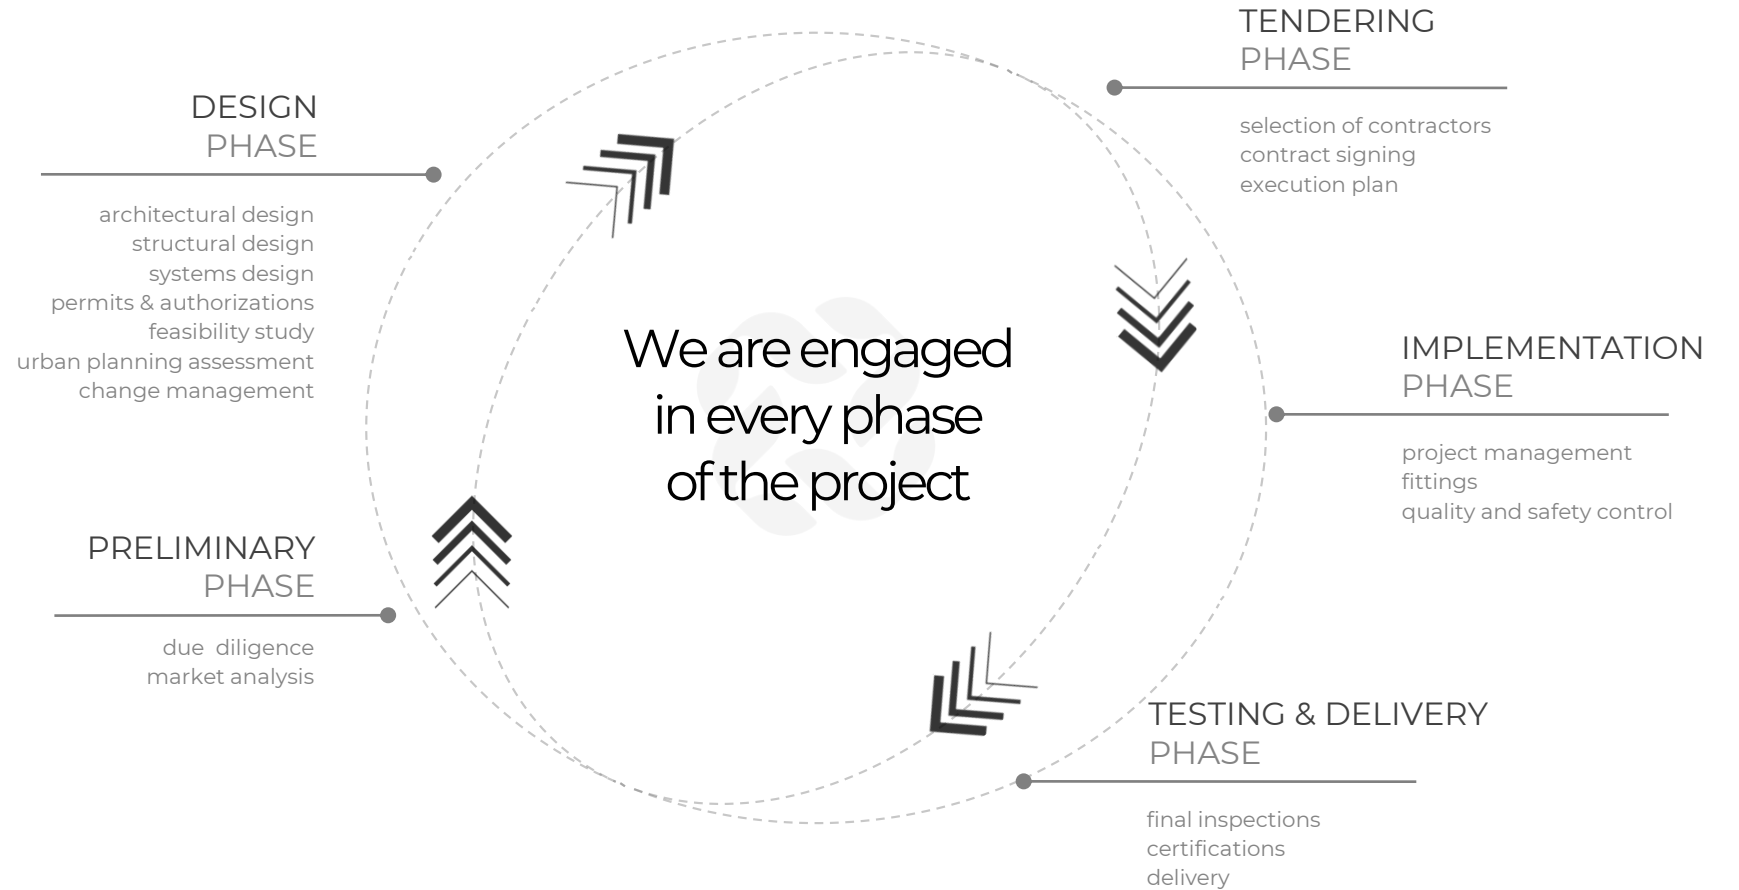 TENDERING
PHASE
selection of contractors
contract signing
execution plan
DESIGN
PHASE
architectural design
structural design
systems design
permits & authorizations
feasibility study
urban planning assessment
change management
We are engaged
in every phase
of the project
IMPLEMENTATION
PHASE
project management
fittings
quality and safety control
PRELIMINARY
PHASE
due diligence
market analysis
TESTING & DELIVERY
PHASE
final inspections
certifications
delivery